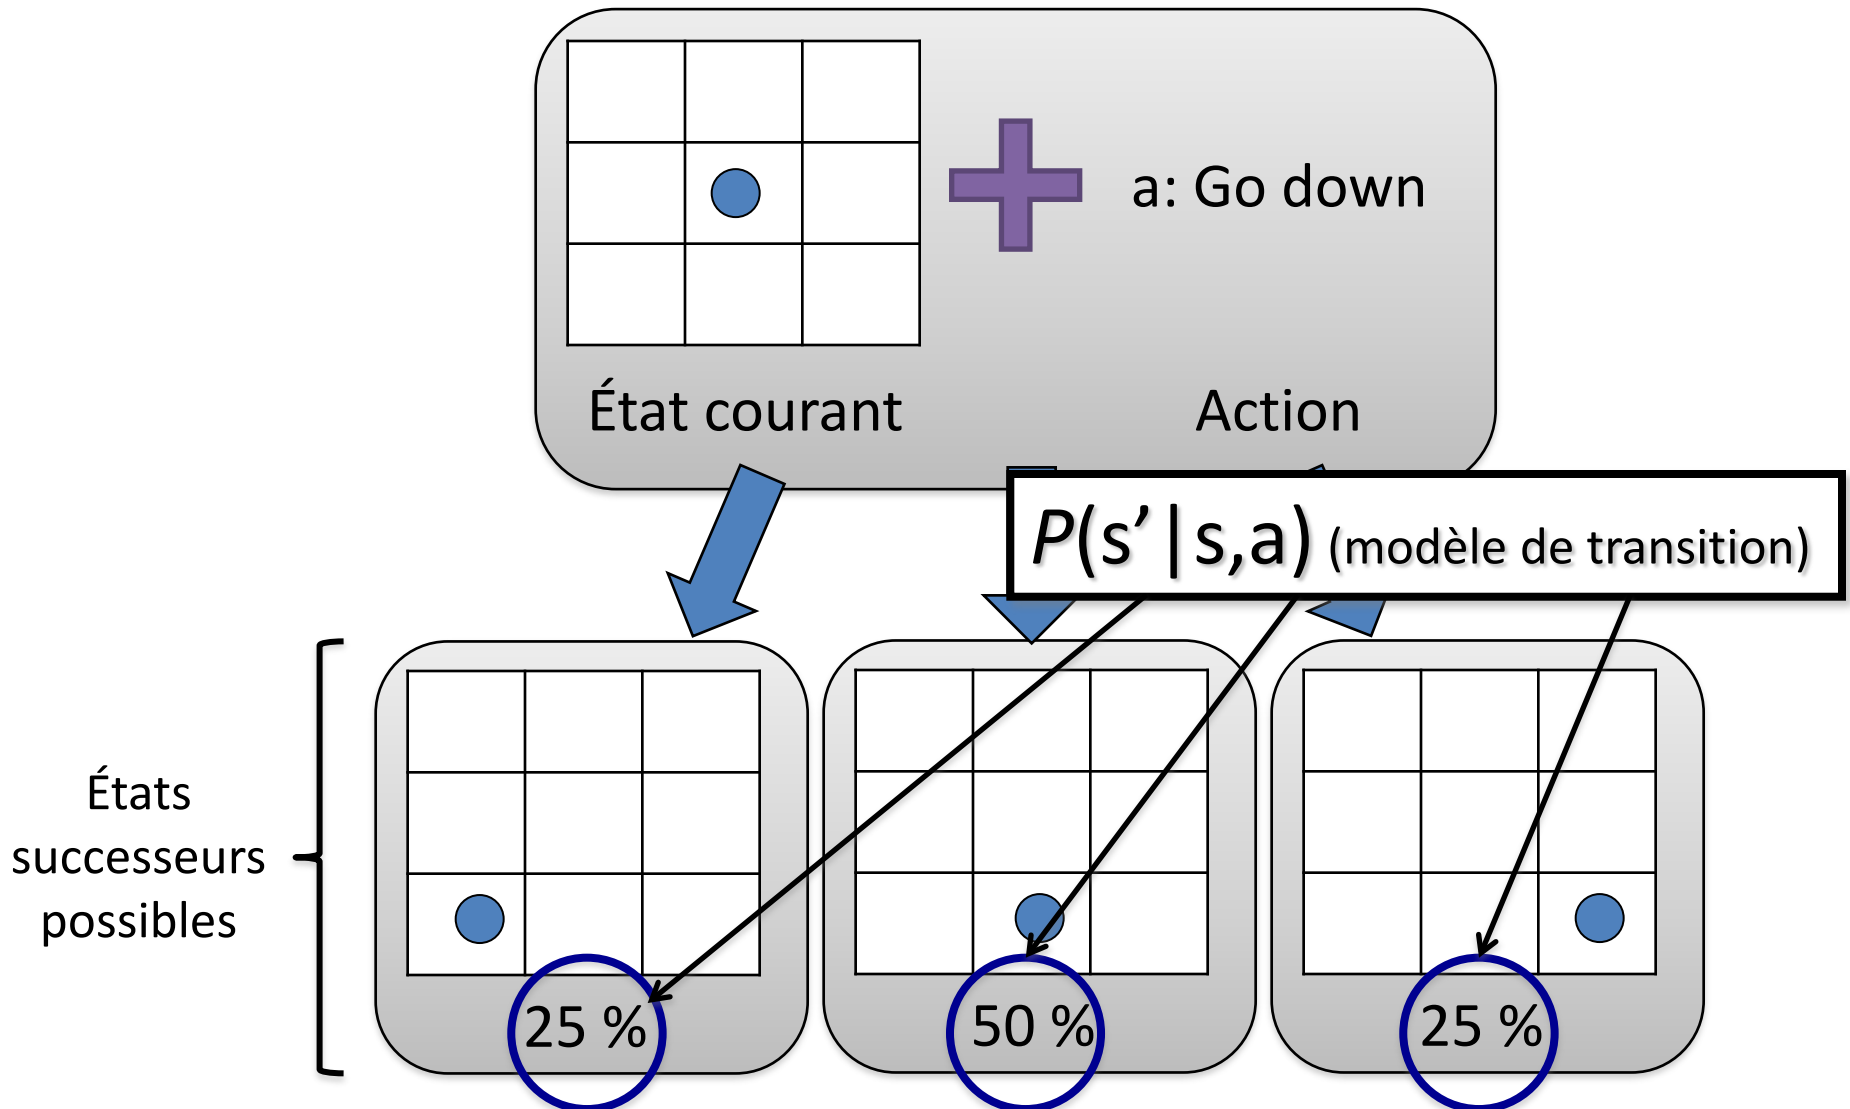 a: Go down
État courant
Action
P(s’|s,a) (modèle de transition)
États
successeurs
possibles
25 %
50 %
25 %